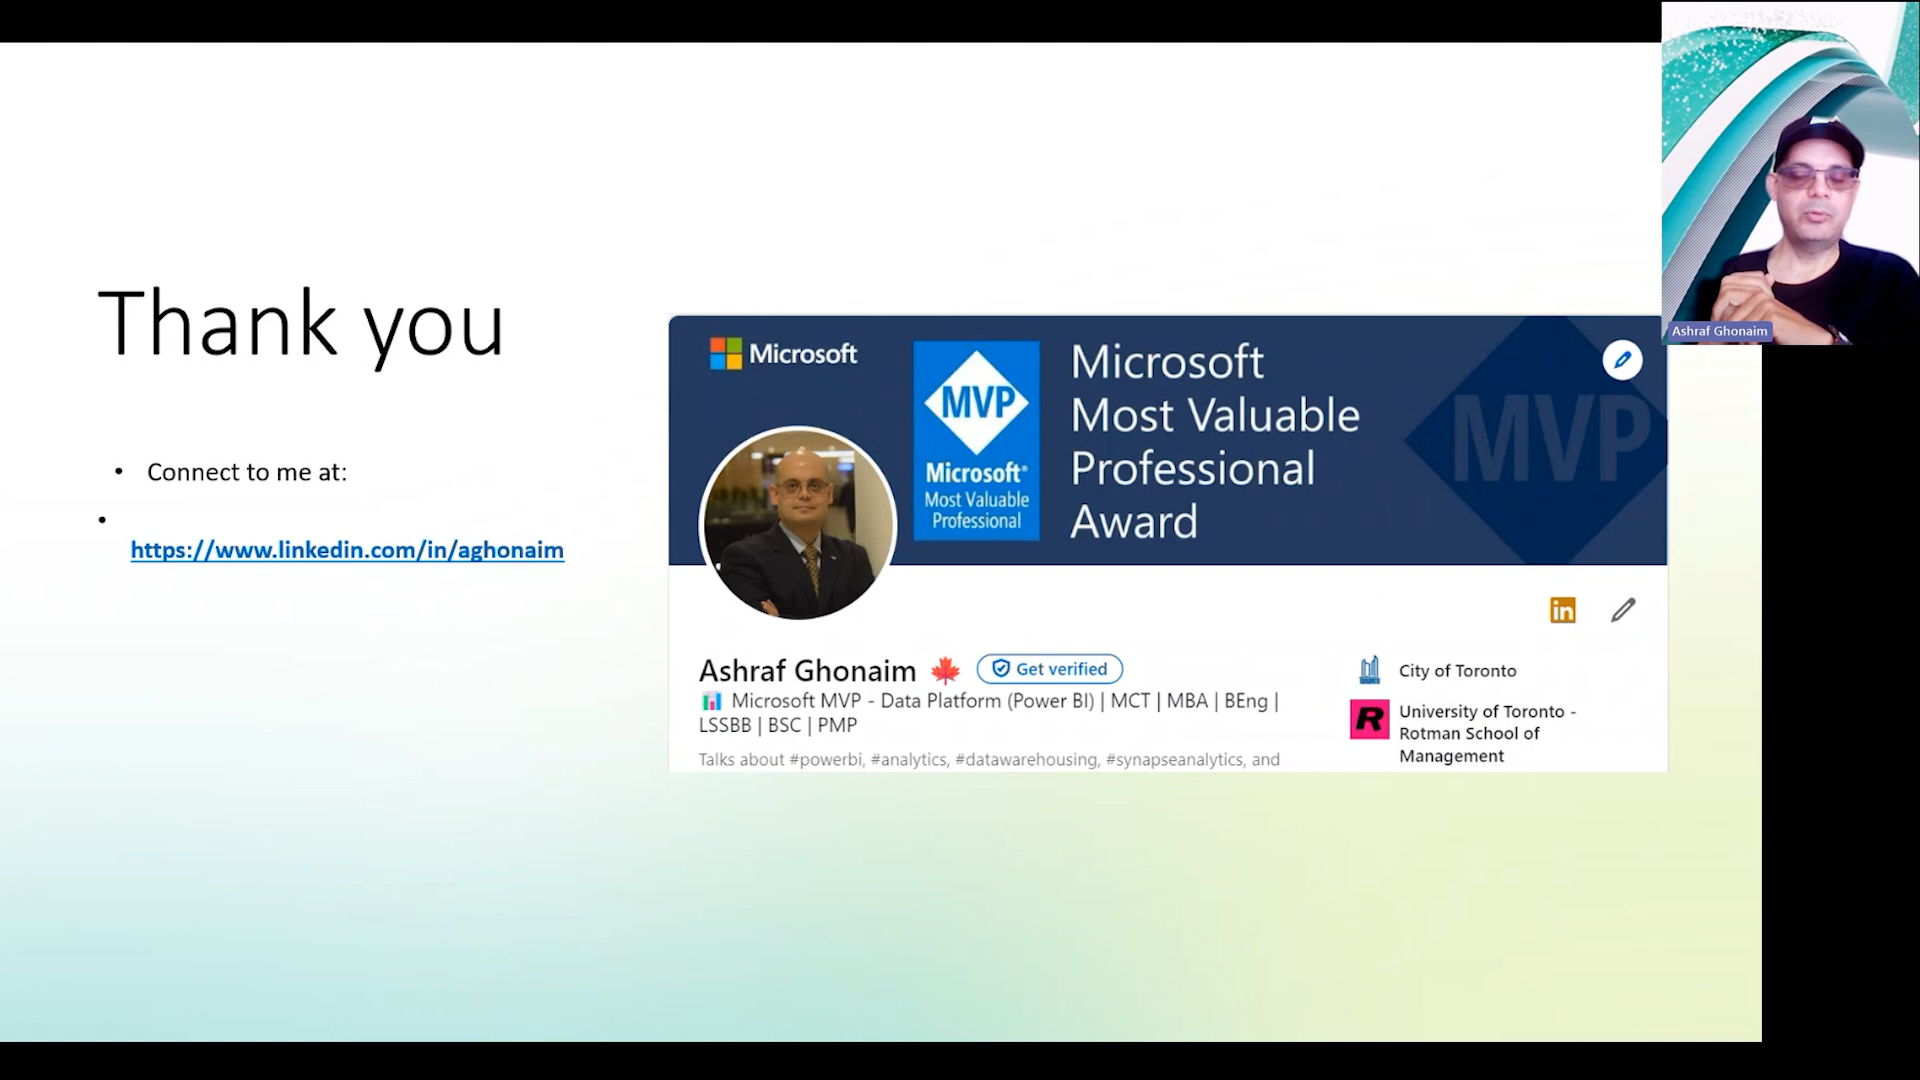 Thank you
• Connect to me at:
•
https://www.linkedin.com/in/aghonaim
Microsoft
MVP
Microsoft®
Most Valuable
Professional
Microsoft
Most Valuable
Professional
Award
MVP
in
Ashraf Ghonaim
Get verified
Microsoft MVP - Data Platform (Power BI) | MCT | MBA | BEng |
LSSBB | BSC | PMP
Talks about #powerbi, #analytics, #datawarehousing, #synapseanalytics, and
City of Toronto
R
University of Toronto -
Rotman School of
Management
Ashraf Ghonaim